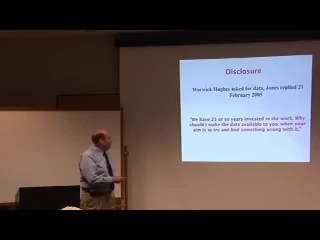 Disclosure
Warwick Hughes asked for data, Jones replied 21
February 2005
"We have 25 or so years invested in the work. Why
should I make the data available to you, when your
aim is to try and find something wrong with it."